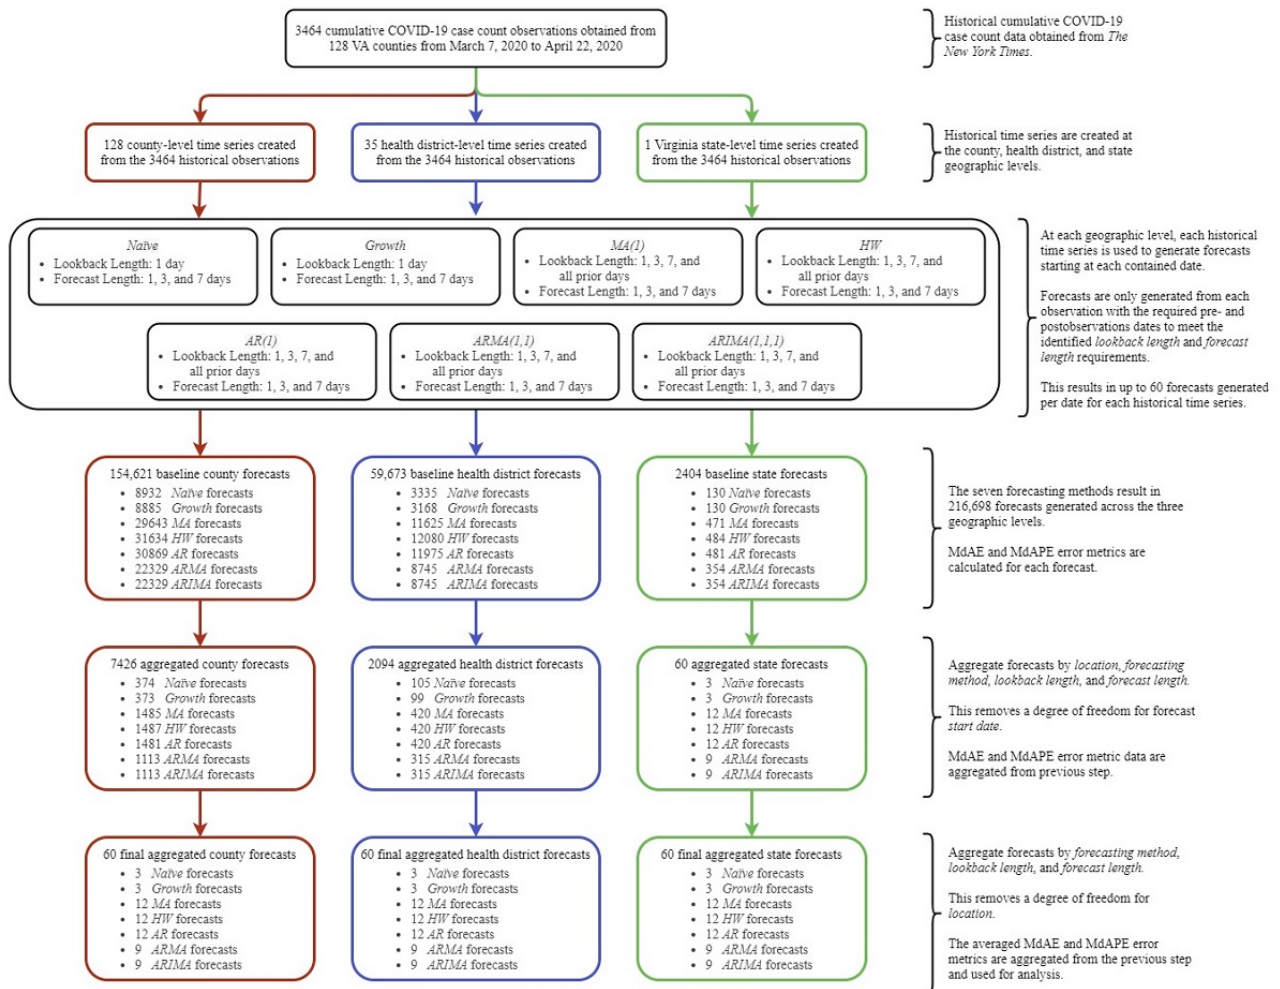 3464 cumulative COVID-19 case count observations obtained from
128 VA counties from March 7, 2020 to April 22, 2020
Historical cumulative COVID-19
case count data obtained from The
New York Times.
128 county-level time series created
from the 3464 historical observations
35 health district-level time series created
from the 3464 historical observations
1 Virginia state-level time series created
from the 3464 historical observations
Historical time series are created at
the county, health district, and state
geographic levels.
Naïve
• Lookback Length: 1 day
• Forecast Length: 1, 3, and 7 days
Growth
• Lookback Length: 1 day
• Forecast Length: 1, 3, and 7 days
MA(1)
• Lookback Length: 1, 3, 7, and
all prior days
• Forecast Length: 1, 3, and 7 days
HW
• Lookback Length: 1, 3, 7, and
all prior days
• Forecast Length: 1, 3, and 7 days
AR(1)
• Lookback Length: 1, 3, 7, and
all prior days
• Forecast Length: 1, 3, and 7 days
ARMA(1,1)
• Lookback Length: 1, 3, 7, and
all prior days
• Forecast Length: 1, 3, and 7 days
ARIMA(1,1,1)
• Lookback Length: 1, 3, 7, and
all prior days
• Forecast Length: 1, 3, and 7 days
At each geographic level, each historical
time series is used to generate forecasts
starting at each contained date.
Forecasts are only generated from each
observation with the required pre- and
postobservations dates to meet the
identified lookback length and forecast
length requirements.
This results in up to 60 forecasts generated
per date for each historical time series.
154,621 baseline county forecasts
• 8932 Naïve forecasts
• 8885 Growth forecasts
• 29643 MA forecasts
• 31634 HW forecasts
• 30869 AR forecasts
• 22329 ARMA forecasts
• 22329 ARIMA forecasts
59,673 baseline health district forecasts
• 3335 Naïve forecasts
• 3168 Growth forecasts
• 11625 MA forecasts
• 12080 HW forecasts
• 11975 AR forecasts
• 8745 ARMA forecasts
• 8745 ARIMA forecasts
2404 baseline state forecasts
• 130 Naïve forecasts
• 130 Growth forecasts
• 471 MA forecasts
• 484 HW forecasts
• 481 AR forecasts
• 354 ARMA forecasts
• 354 ARIMA forecasts
The seven forecasting methods result in
216,698 forecasts generated across the three
geographic levels.
MdAE and MdAPE error metrics are
calculated for each forecast.
7426 aggregated county forecasts
• 374 Naïve forecasts
• 373 Growth forecasts
• 1485 MA forecasts
• 1487 HW forecasts
• 1481 AR forecasts
• 1113 ARMA forecasts
• 1113 ARIMA forecasts
2094 aggregated health district forecasts
• 105 Naïve forecasts
• 99 Growth forecasts
• 420 MA forecasts
• 420 HW forecasts
• 420 AR forecasts
• 315 ARMA forecasts
• 315 ARIMA forecasts
60 aggregated state forecasts
• 3 Naïve forecasts
• 3 Growth forecasts
• 12 MA forecasts
• 12 HW forecasts
• 12 AR forecasts
• 9 ARMA forecasts
• 9 ARIMA forecasts
Aggregate forecasts by location, forecasting
method, lookback length, and forecast length.
This removes a degree of freedom for forecast
start date.
MdAE and MdAPE error metric data are
aggregated from previous step.
60 final aggregated county forecasts
• 3 Naïve forecasts
• 3 Growth forecasts
• 12 MA forecasts
• 12 HW forecasts
• 12 AR forecasts
• 9 ARMA forecasts
• 9 ARIMA forecasts
60 final aggregated health district forecasts
• 3 Naïve forecasts
• 3 Growth forecasts
• 12 MA forecasts
• 12 HW forecasts
• 12 AR forecasts
• 9 ARMA forecasts
• 9 ARIMA forecasts
60 final aggregated state forecasts
• 3 Naïve forecasts
• 3 Growth forecasts
• 12 MA forecasts
• 12 HW forecasts
• 12 AR forecasts
• 9 ARMA forecasts
• 9 ARIMA forecasts
Aggregate forecasts by forecasting method,
lookback length, and forecast length.
This removes a degree of freedom for
location.
The averaged MdAE and MdAPE error
metrics are aggregated from the previous step
and used for analysis.